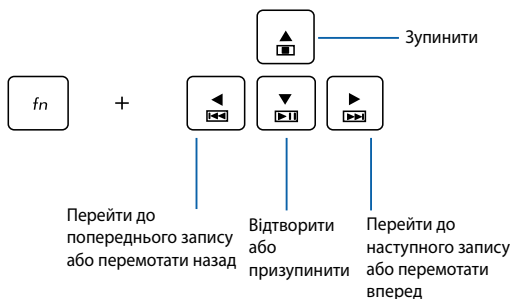 Зупинити
fn
+
Перейти до
попереднього запису
або перемотати назад
Відтворити
або
призупинити
Перейти до
наступного запису
або перемотати
вперед